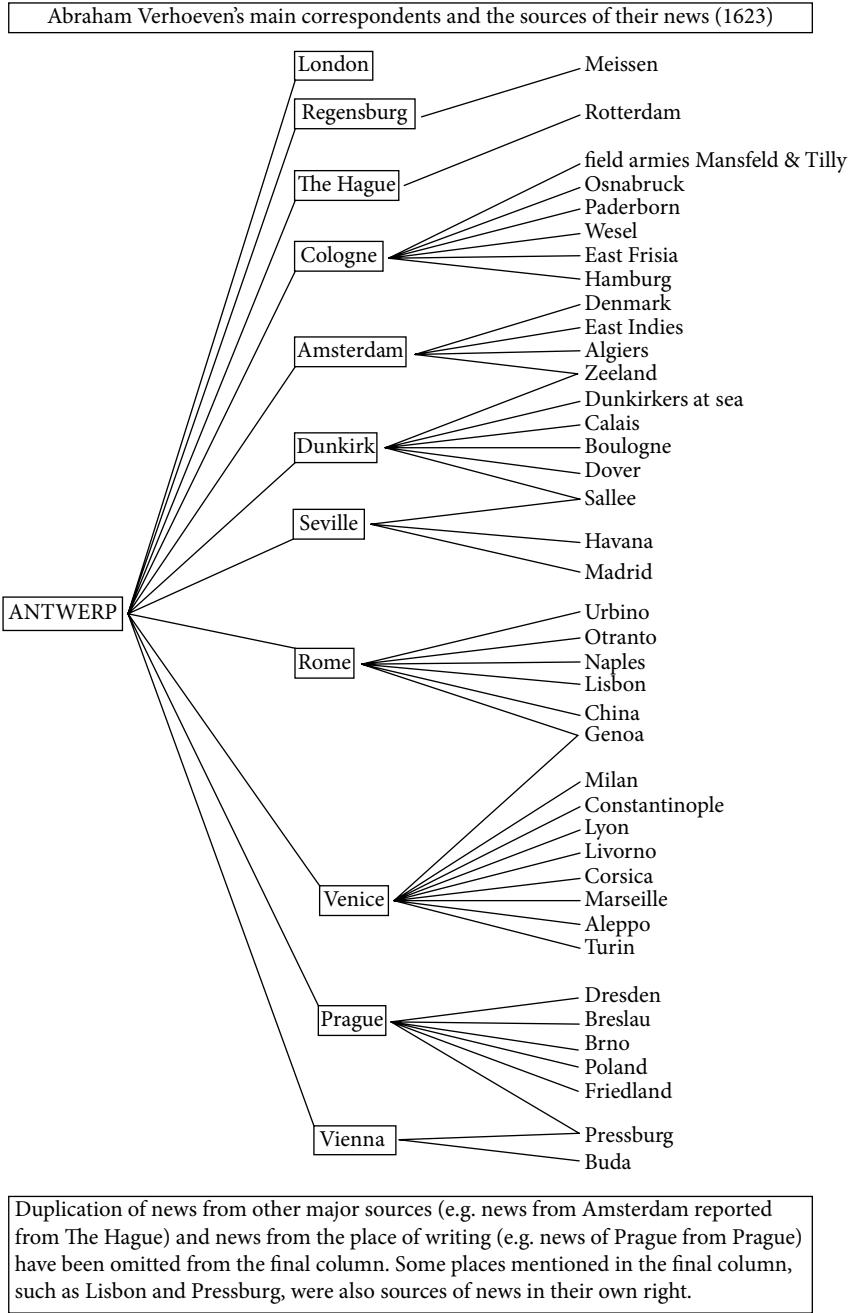 Abraham Verhoeven's main correspondents and the sources of their news (1623)
London
Meissen
Regensburg
Rotterdam
field armies Mansfeld & Tilly
The Hague
Osnabruck
Paderborn
Wesel
Cologne
East Frisia
Hamburg
Denmark
East Indies
Amsterdam
Algiers
Zeeland
Dunkirkers at sea
Calais
Dunkirk
Boulogne
Dover
Sallee
Seville
Havana
Madrid
ANTWERP
Urbino
Otranto
Rome
Naples
Lisbon
China
Genoa
Milan
Constantinople
Lyon
Livorno
Corsica
Venice
Marseille
Aleppo
Turin
Dresden
Prague
Breslau
Brno
Poland
Friedland
Vienna
Pressburg
Buda
Duplication of news from other major sources (e.g. news from Amsterdam reported
from The Hague) and news from the place of writing (e.g. news of Prague from Prague)
have been omitted from the final column. Some places mentioned in the final column,
such as Lisbon and Pressburg, were also sources of news in their own right.